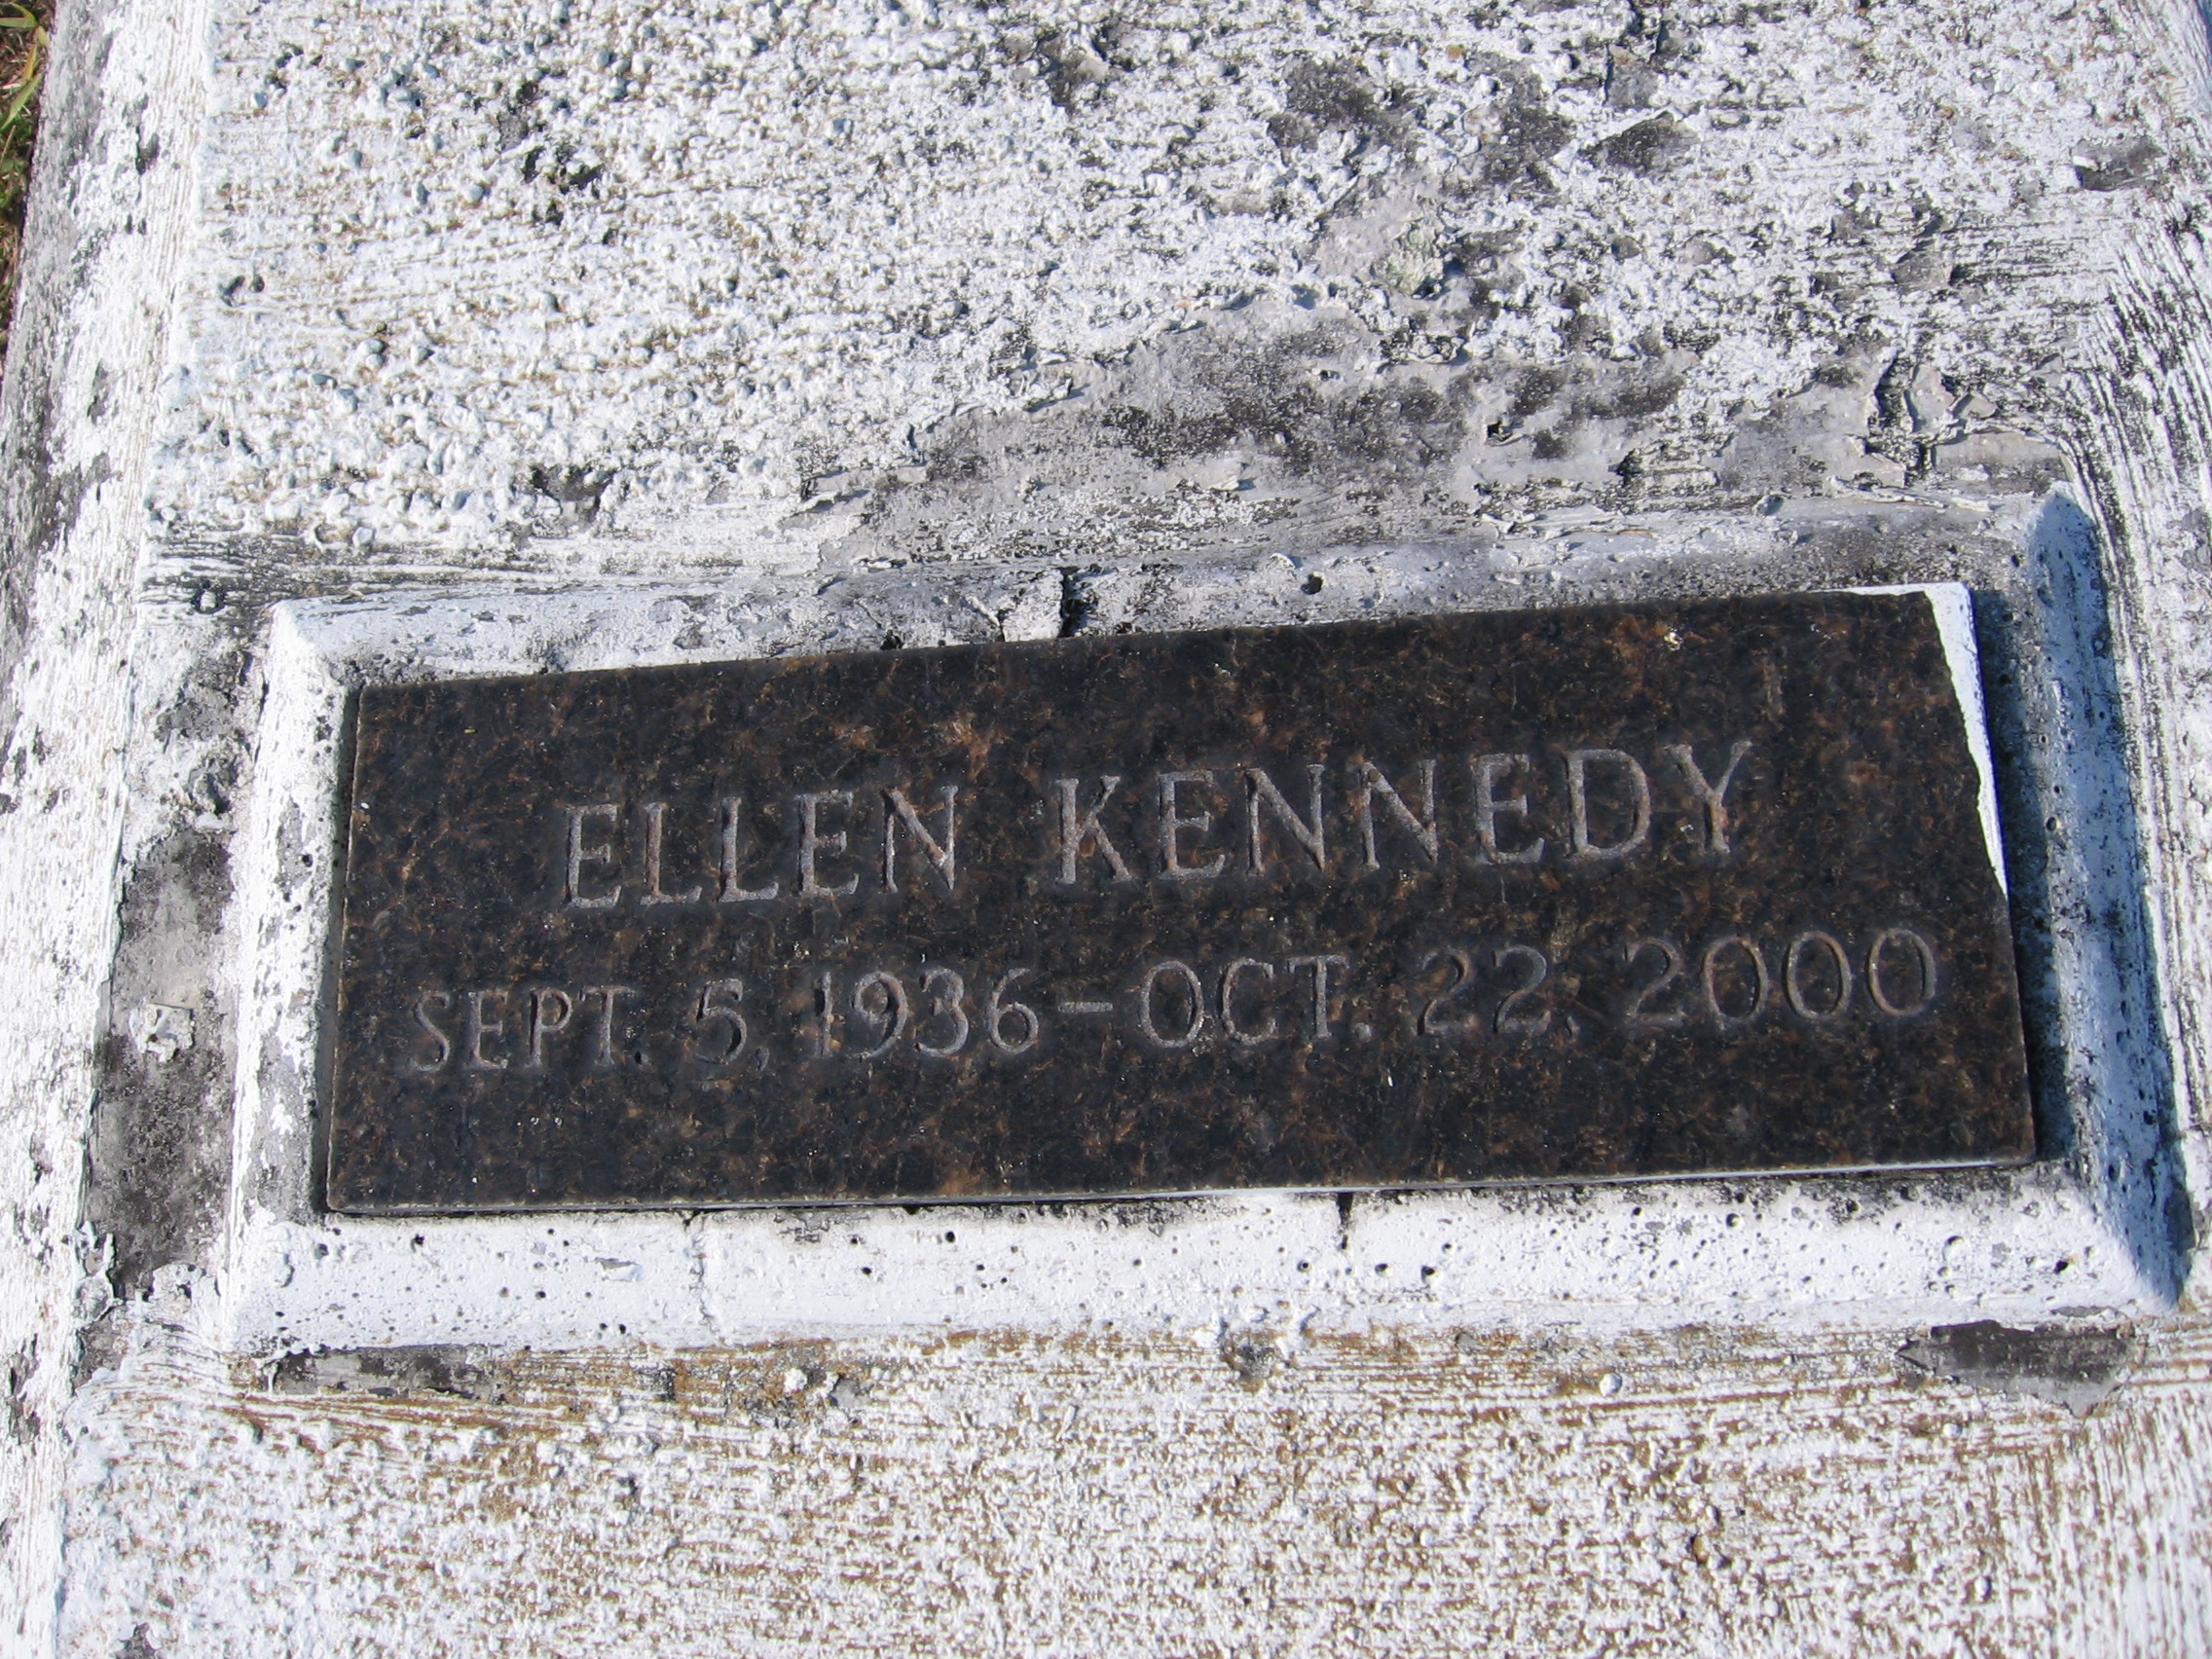 ELLEN KENNEDY
SEPT. 5, 1936-OCT. 22, 2000